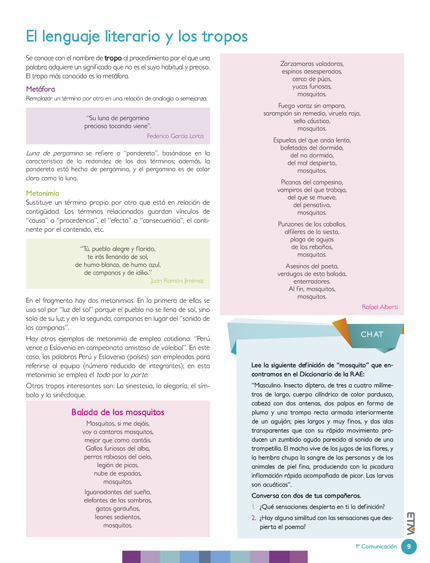 El lenguaje literario y los tropos
Se conoce con el nombre de tropo al procedimiento por el que una
palabra adquiere un significado que no es el suyo habitual y preciso.
El tropo más conocido es la metáfora.
Metáfora
Remplazar un término por otro en una relación de analogía o semejanza.
"Su luna de pergamino
preciosa tocando viene".
Federico García Lorca
Luna de pergamino se refiere a "pandereta", basándose en la
característica de la redondez de los dos términos; además, la
pandereta está hecha de pergamino, y el pergamino es de color
claro como la luna.
Metonimia
Sustituye un término propio por otro que está en relación de
contigüidad. Los términos relacionados guardan vínculos de
"causa" o "procedencia", el "efecto" o "consecuencia", el conti-
nente por el contenido, etc.
"Tú, pueblo alegre y florido,
te irás llenando de sol,
de humo blanco, de humo azul,
de campanas y de idilio."
Juan Ramón Jiménez
En el fragmento hay dos metonimias. En la primera de ellas se
usa sol por "luz del sol" porque el pueblo no se llena de sol, sino
solo de su luz; y en la segunda, campanas en lugar del "sonido de
las campanas".
Hay otros ejemplos de metonimia de empleo cotidiano: "Perú
vence a Eslovenia en campeonato amistoso de vóleibol". En este
caso, las palabras Perú y Eslovenia (países) son empleadas para
referirse al equipo (número reducido de integrantes); en esta
metonimia se emplea el todo por la parte.
Otros tropos interesantes son: La sinestesia, la alegoría, el sím-
bolo y la sinécdoque.
Balada de los mosquitos
Mosquitos, si me dejáis,
voy a cantaros mosquitos,
mejor que como cantáis.
Gallos furiosos del alba,
perros rabiosos del cielo,
legión de picas,
nube de espadas,
mosquitos.
Iguanodontes del sueño,
elefantes de las sombras,
gatos garduños,
leones sedientos,
mosquitos.
Zarzamoras voladoras,
espinos desesperados,
cerco de púas,
yucas furiosas,
mosquitos.
Fuego voraz sin amparo,
sarampión sin remedio, viruela roja,
sello cáustico,
mosquitos.
Espuelas del que anda lento,
bofetadas del dormido,
del no dormido,
del mal despierto,
mosquitos.
Picanas del campesino,
vampiros del que trabaja,
del que se mueve,
del pensativo,
mosquitos.
Punzones de los caballos,
alfileres de la siesta,
plaga de agujas
de los rebaños,
mosquitos.
Asesinos del poeta,
verdugos de esta balada,
enterradores.
Al fin, mosquitos,
mosquitos.
Rafael Alberti
CHAT
Lee la siguiente definición de "mosquito" que en-
contramos en el Diccionario de la RAE:
"Masculino. Insecto díptero, de tres a cuatro milíme-
tros de largo, cuerpo cilíndrico de color pardusco,
cabeza con dos antenas, dos palpos en forma de
pluma y una trompa recta armada interiormente
de un aguijón; pies largos y muy finos, y dos alas
transparentes que con su rápido movimiento pro-
ducen un zumbido agudo parecido al sonido de una
trompetilla. El macho vive de los jugos de las flores, y
la hembra chupa la sangre de las personas y de los
animales de piel fina, produciendo con la picadura
inflamación rápida acompañada de picor. Las larvas
son acuáticas".
Conversa con dos de tus compañeros.
1. ¿Qué sensaciones despierta en ti la definición?
2. ¿Hay alguna similitud con las sensaciones que des-
pierta el poema?
ETM
1º Comunicación 9